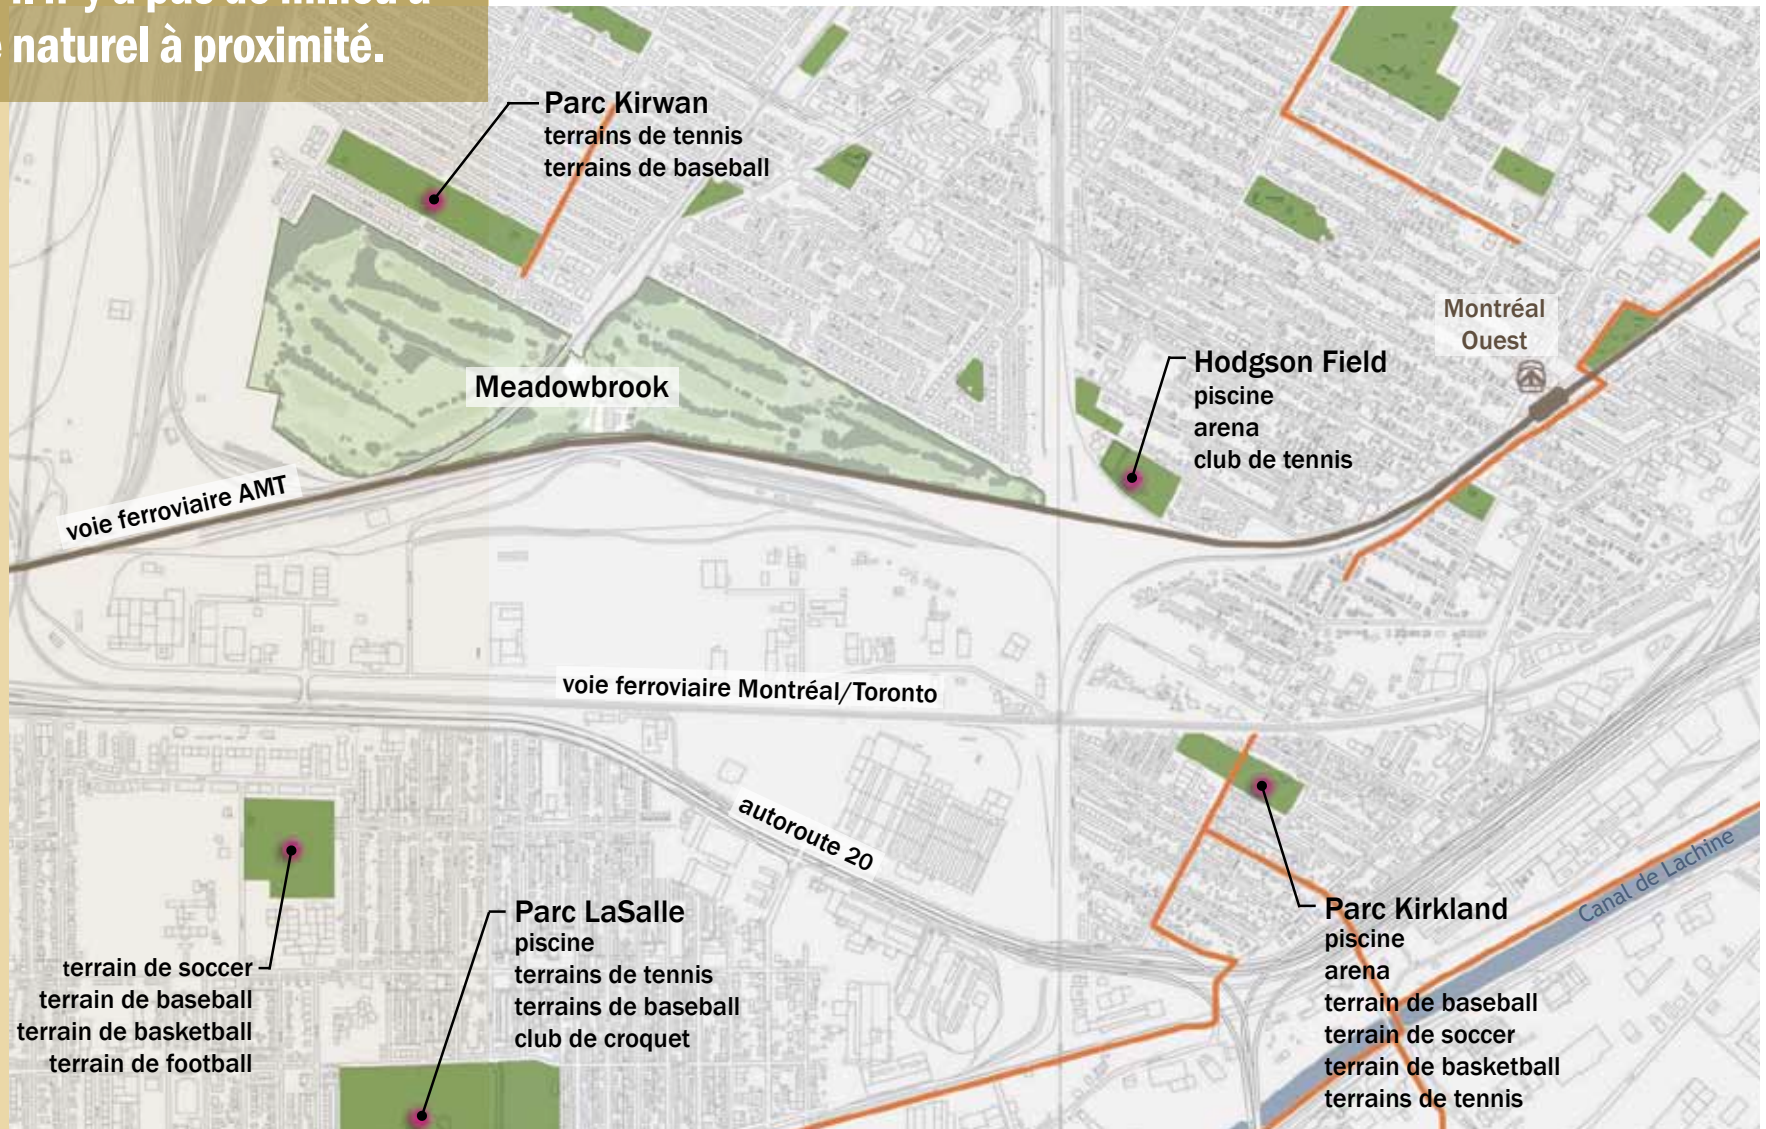 naturel à proximité.
Parc Kirwan
terrains de tennis
terrains de baseball
Montréal
Ouest
Hodgson Field
piscine
arena
club de tennis
Meadowbrook
voie ferroviaire AMT
voie ferroviaire Montréal/Toronto
autoroute 20
Canal de Lachine
Parc LaSalle
piscine
terrains de tennis
terrains de baseball
club de croquet
Parc Kirkland
piscine
arena
terrain de baseball
terrain de soccer
terrain de basketball
terrains de tennis
terrain de soccer
terrain de baseball
terrain de basketball
terrain de football